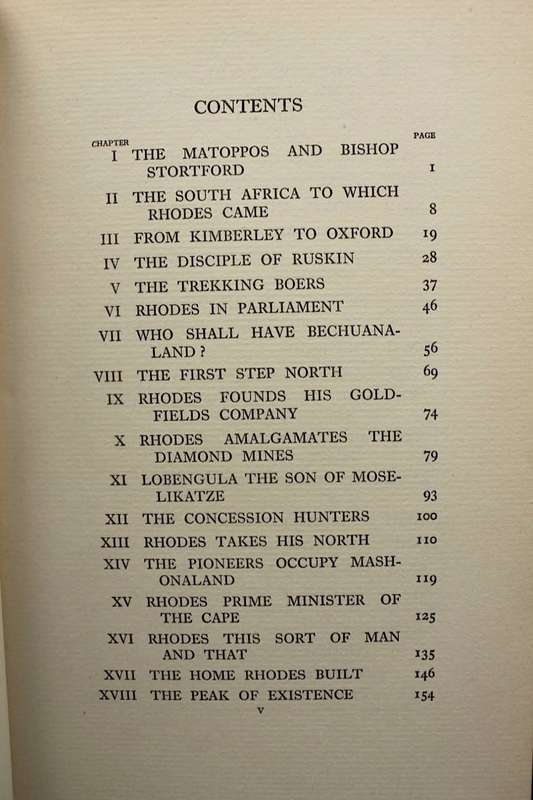 CONTENTS
CHAPTER PAGE
I THE MATOPPOS AND BISHOP
STORTFORD 1
II THE SOUTH AFRICA TO WHICH
RHODES CAME 8
III FROM KIMBERLEY TO OXFORD 19
IV THE DISCIPLE OF RUSKIN 28
V THE TREKKING BOERS 37
VI RHODES IN PARLIAMENT 46
VII WHO SHALL HAVE BECHUANA-
LAND? 56
VIII THE FIRST STEP NORTH 69
IX RHODES FOUNDS HIS GOLD-
FIELDS COMPANY 74
X RHODES AMALGAMATES THE
DIAMOND MINES 79
XI LOBENGULA THE SON OF MOSE-
LIKATZE 93
XII THE CONCESSION HUNTERS 100
XIII RHODES TAKES HIS NORTH 110
XIV THE PIONEERS OCCUPY MASH-
ONALAND 119
XV RHODES PRIME MINISTER OF
THE CAPE 125
XVI RHODES THIS SORT OF MAN
AND THAT 135
XVII THE HOME RHODES BUILT 146
XVIII THE PEAK OF EXISTENCE 154
v